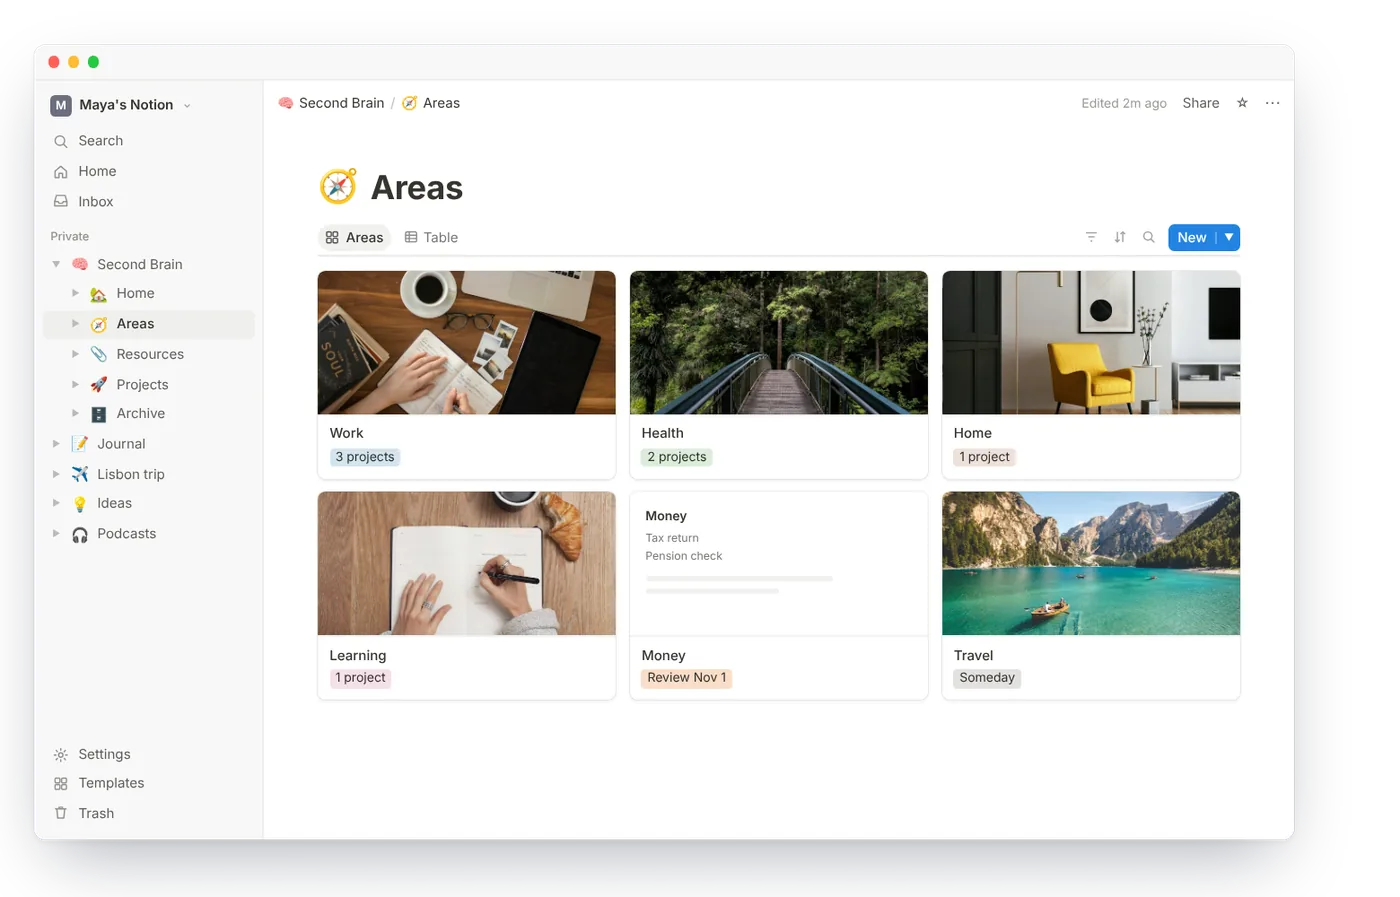 M Maya's Notion
Search
Home
Inbox
Private
Second Brain
Home
Areas
Resources
Projects
Archive
Journal
Lisbon trip
Ideas
Podcasts
Settings
Templates
Trash
Second Brain / Areas
Edited 2m ago Share
Areas
Areas Table
New
Work
3 projects
Health
2 projects
Home
1 project
Learning
1 project
Money
Tax return
Pension check
Money
Review Nov 1
Travel
Someday